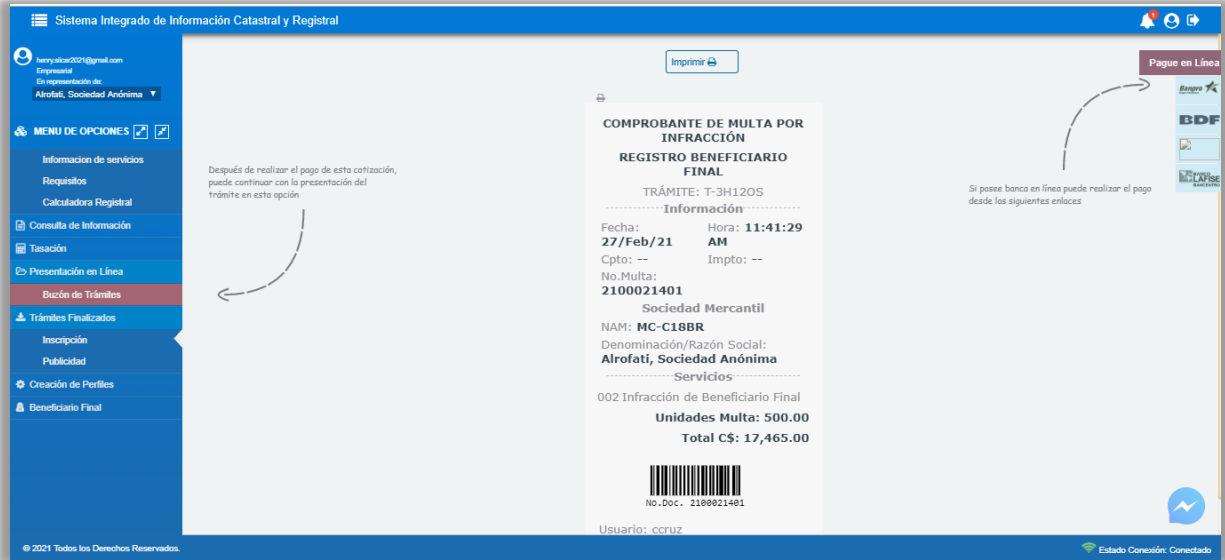 Sistema Integrado de Información Catastral y Registral
1
henry.siicar2021@gmail.com
Empresarial
En representación de:
Alrofati, Sociedad Anónima
MENU DE OPCIONES
Informacion de servicios
Requisitos
Calculadora Registral
Consulta de Información
Tasación
Presentación en Línea
Buzón de Trámites
Trámites Finalizados
Inscripción
Publicidad
Creación de Perfiles
Beneficiario Final
Después de realizar el pago de esta cotización,
puede continuar con la presentación del
trámite en esta opción
Imprimir
COMPROBANTE DE MULTA POR
INFRACCIÓN
REGISTRO BENEFICIARIO
FINAL
TRÁMITE: T-3H12OS
Información
Fecha: Hora: 11:41:29
27/Feb/21 AM
Cpto: -- Impto: --
No.Multa:
2100021401
Sociedad Mercantil
NAM: MC-C18BR
Denominación/Razón Social:
Alrofati, Sociedad Anónima
Servicios
002 Infracción de Beneficiario Final
Unidades Multa: 500.00
Total C$: 17,465.00
No.Doc. 2100021401
Usuario: ccruz
Pague en Línea
Banpro
BDF
BANCO
LAFISE
BANCENTRO
Si posee banca en línea puede realizar el pago
desde los siguientes enlaces
© 2021 Todos los Derechos Reservados.
Estado Conexión: Conectado